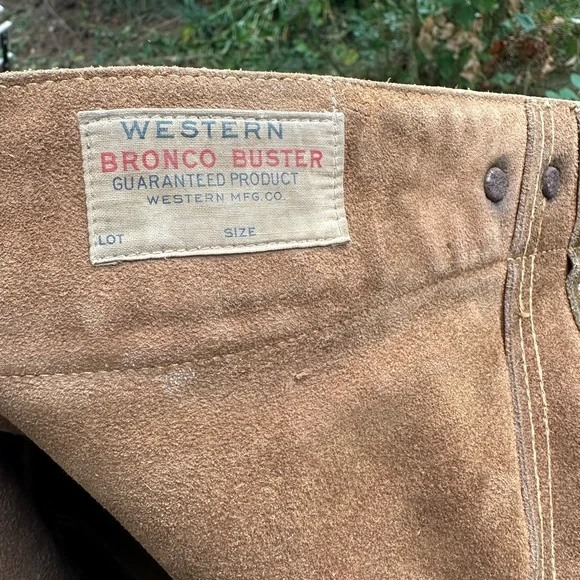 WESTERN
BRONCO BUSTER
GUARANTEED PRODUCT
WESTERN MFG.CO.
LOT SIZE